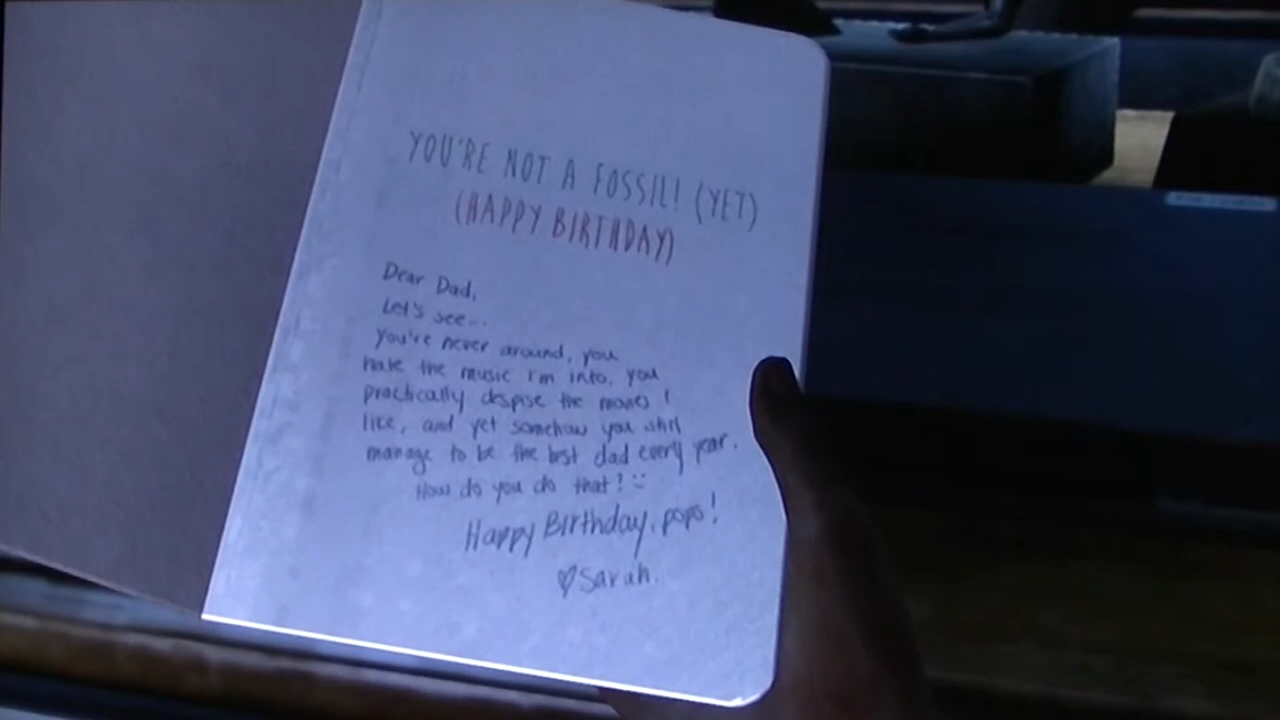 YOU'RE NOT A FOSSIL! (YET)
(HAPPY BIRTHDAY)
Dear Dad,
Let's see...
You're never around, you
hate the music I'm into, you
practically despise the movies I
like, and yet somehow you still
manage to be the best dad every year.
How do you do that? :)
Happy Birthday, pops!
♡Sarah.